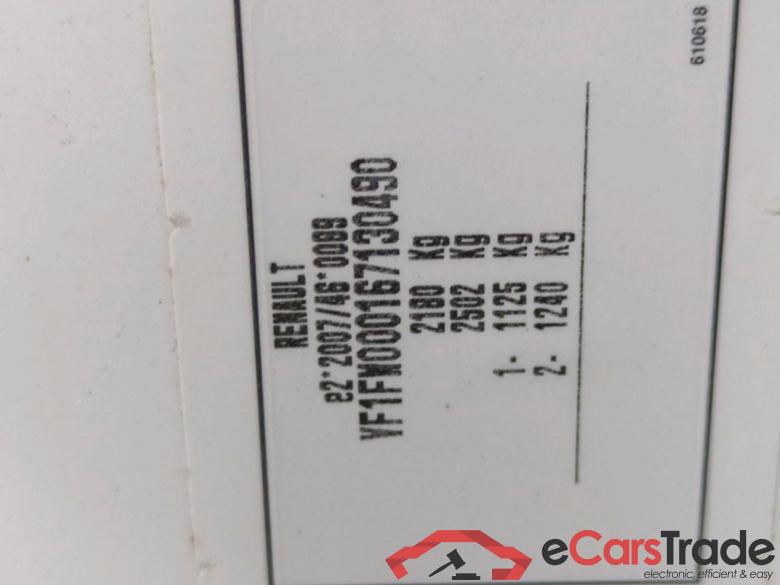 RENAULT
e2*2007/46*0089
VF1FW000167130490
2180 Kg
2502 Kg
1- 1125 Kg
2- 1240 Kg
610618
eCarsTrade
electronic, efficient & easy